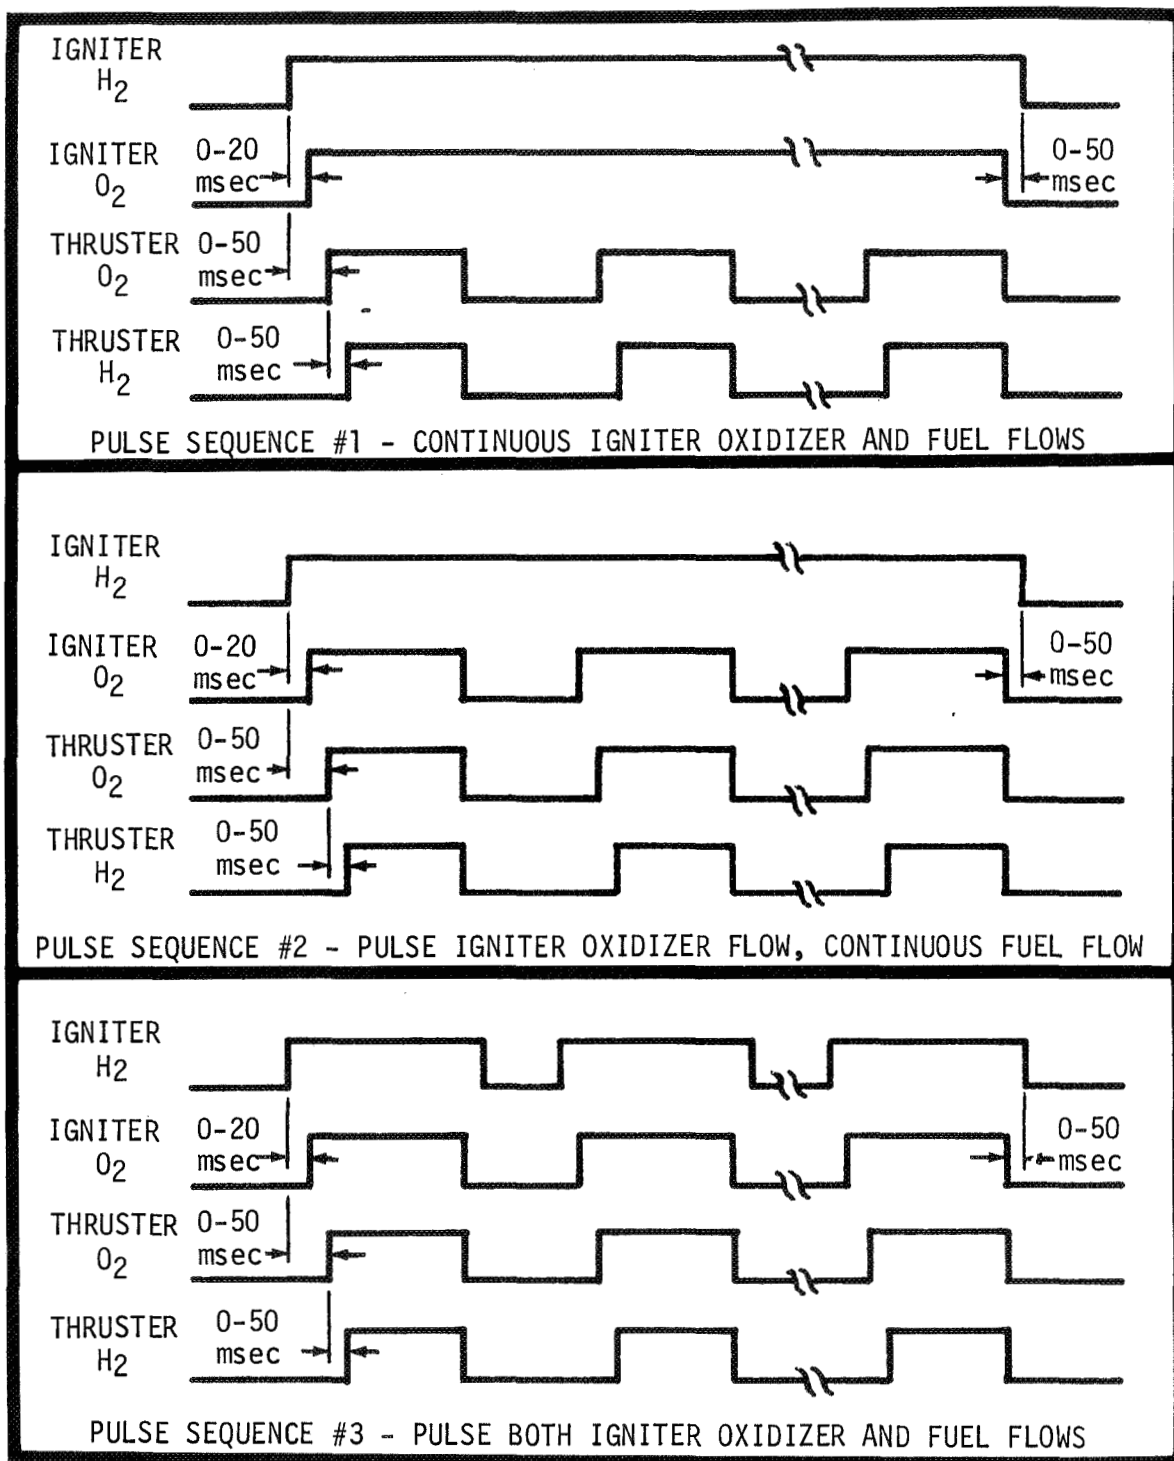 IGNITER
H2
IGNITER
O2
0-20
msec
0-50
msec
THRUSTER
O2
0-50
msec
THRUSTER
H2
0-50
msec
PULSE SEQUENCE #1 - CONTINUOUS IGNITER OXIDIZER AND FUEL FLOWS
IGNITER
H2
IGNITER
O2
0-20
msec
0-50
msec
THRUSTER
O2
0-50
msec
THRUSTER
H2
0-50
msec
PULSE SEQUENCE #2 - PULSE IGNITER OXIDIZER FLOW, CONTINUOUS FUEL FLOW
IGNITER
H2
IGNITER
O2
0-20
msec
0-50
msec
THRUSTER
O2
0-50
msec
THRUSTER
H2
0-50
msec
PULSE SEQUENCE #3 - PULSE BOTH IGNITER OXIDIZER AND FUEL FLOWS